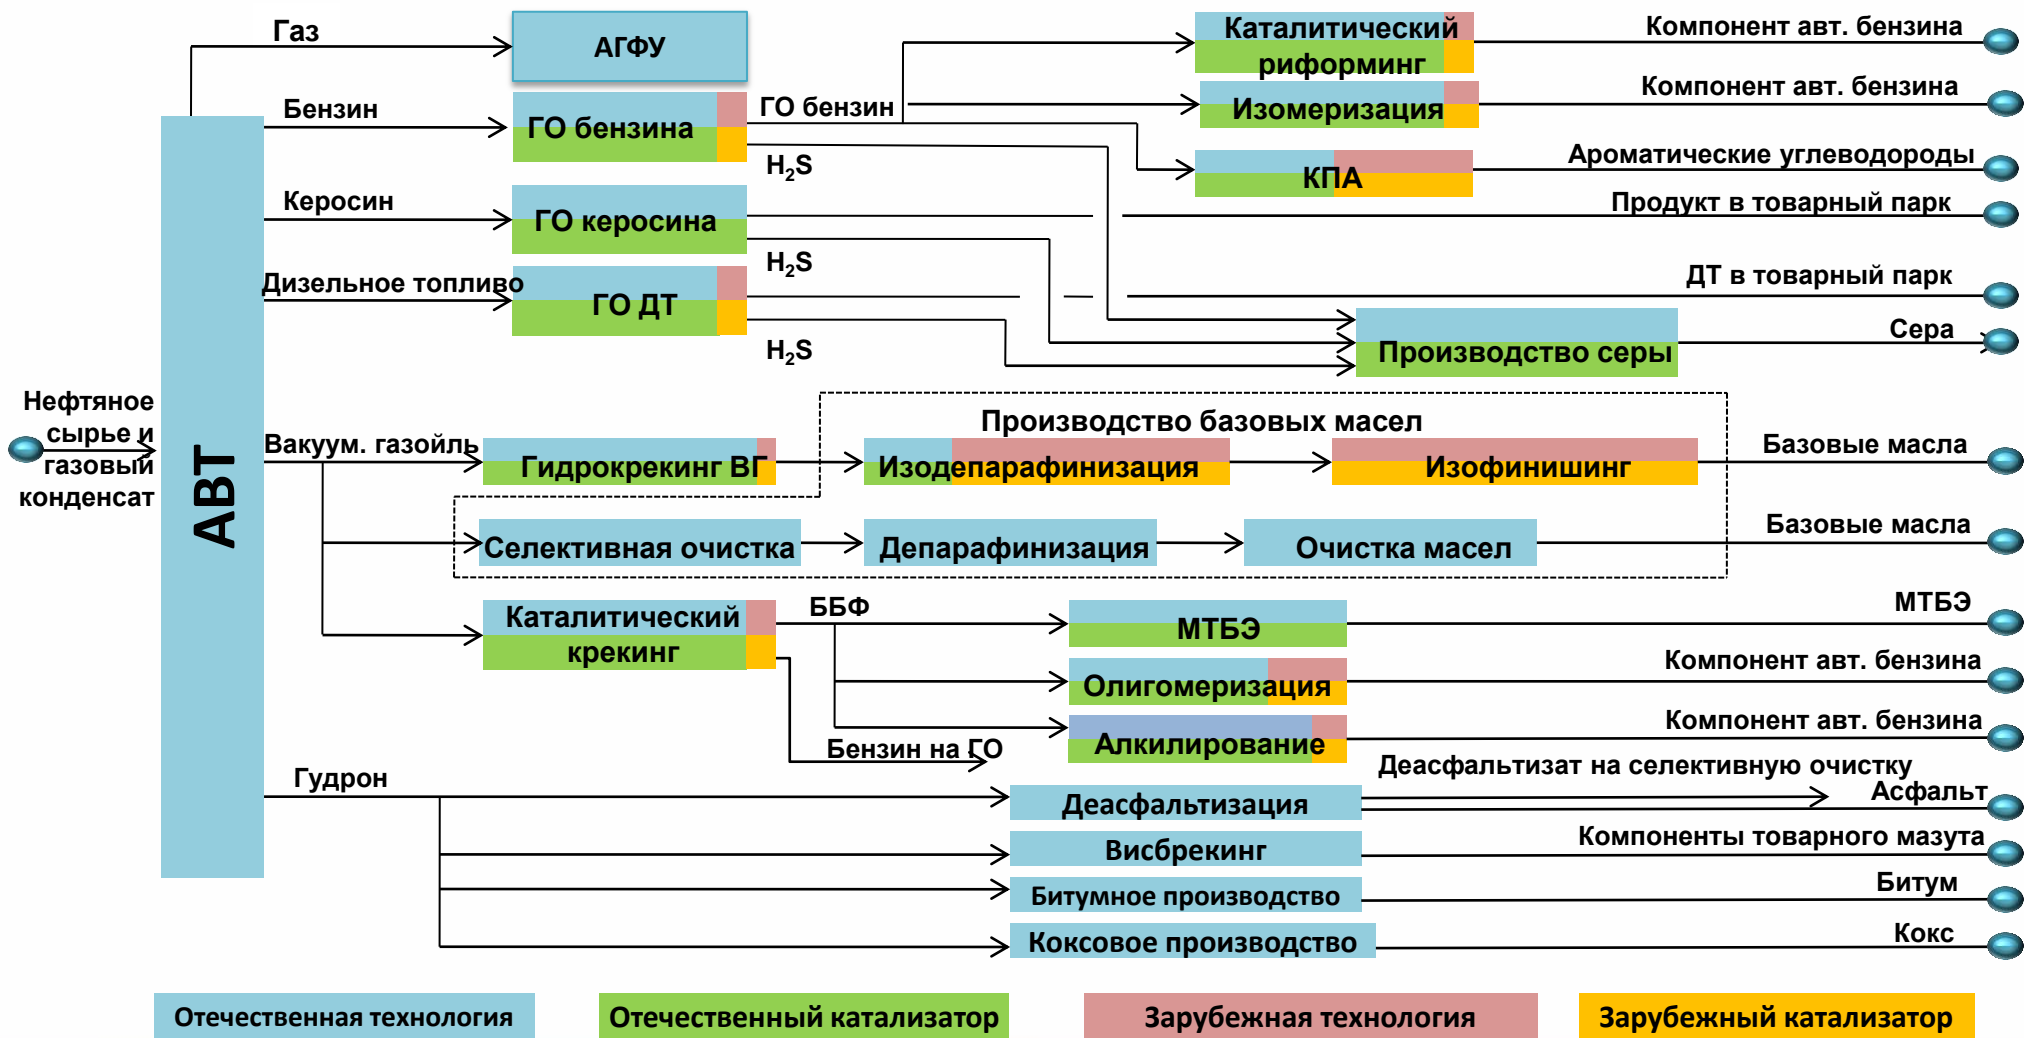 Газ
АГФУ
Каталитический
риформинг
Компонент авт. бензина
Бензин
ГО бензина
ГО бензин
H₂S
Изомеризация
Компонент авт. бензина
КПА
Ароматические углеводороды
Керосин
ГО керосина
H₂S
Продукт в товарный парк
Дизельное топливо
ГО ДТ
H₂S
ДТ в товарный парк
Производство серы
Сера
Нефтяное
сырье и
газовый
конденсат
АВТ
Производство базовых масел
Вакуум. газойль
Гидрокрекинг ВГ
Изодепарафинизация
Изофинишинг
Базовые масла
Селективная очистка
Депарафинизация
Очистка масел
Базовые масла
Каталитический
крекинг
ББФ
МТБЭ
МТБЭ
Олигомеризация
Компонент авт. бензина
Алкилирование
Компонент авт. бензина
Бензин на ГО
Гудрон
Деасфальтизация
Деасфальтизат на селективную очистку
Асфальт
Висбрекинг
Компоненты товарного мазута
Битумное производство
Битум
Коксовое производство
Кокс
Отечественная технология
Отечественный катализатор
Зарубежная технология
Зарубежный катализатор